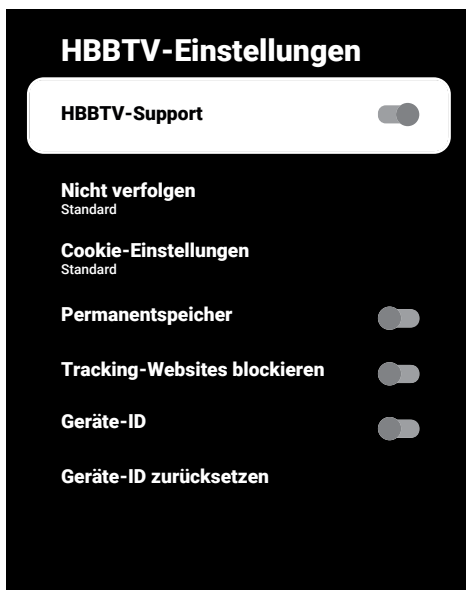 HBBTV-Einstellungen
HBBTV-Support
Nicht verfolgen
Standard
Cookie-Einstellungen
Standard
Permanentspeicher
Tracking-Websites blockieren
Geräte-ID
Geräte-ID zurücksetzen